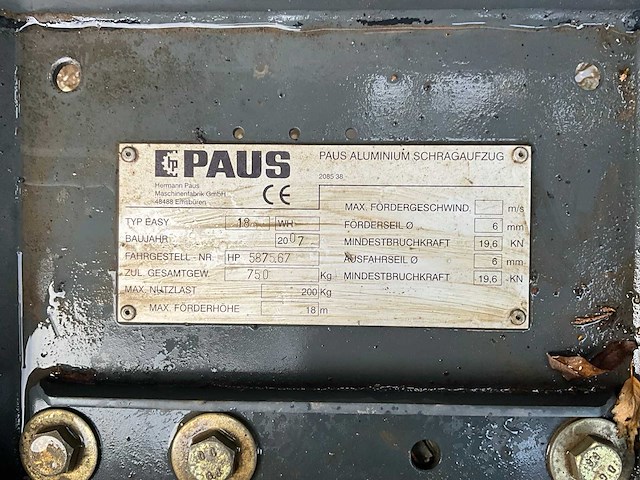 hp PAUS
PAUS ALUMINIUM SCHRAGAUFZUG
Hermann Paus
Maschinenfabrik GmbH
48488 Emsbüren
CE
2085 38
TYP EASY 18 WH
BAUJAHR 2007
FAHRGESTELL - NR. HP 587567
ZUL. GESAMTGEW. 750 Kg
MAX. NUTZLAST 200 Kg
MAX. FÖRDERHÖHE 18 m
MAX. FÖRDERGESCHWIND. m/s
FÖRDERSEIL Ø 6 mm
MINDESTBRUCHKRAFT 19,6 KN
AUSFAHRSEIL Ø 6 mm
MINDESTBRUCHKRAFT 19,6 KN